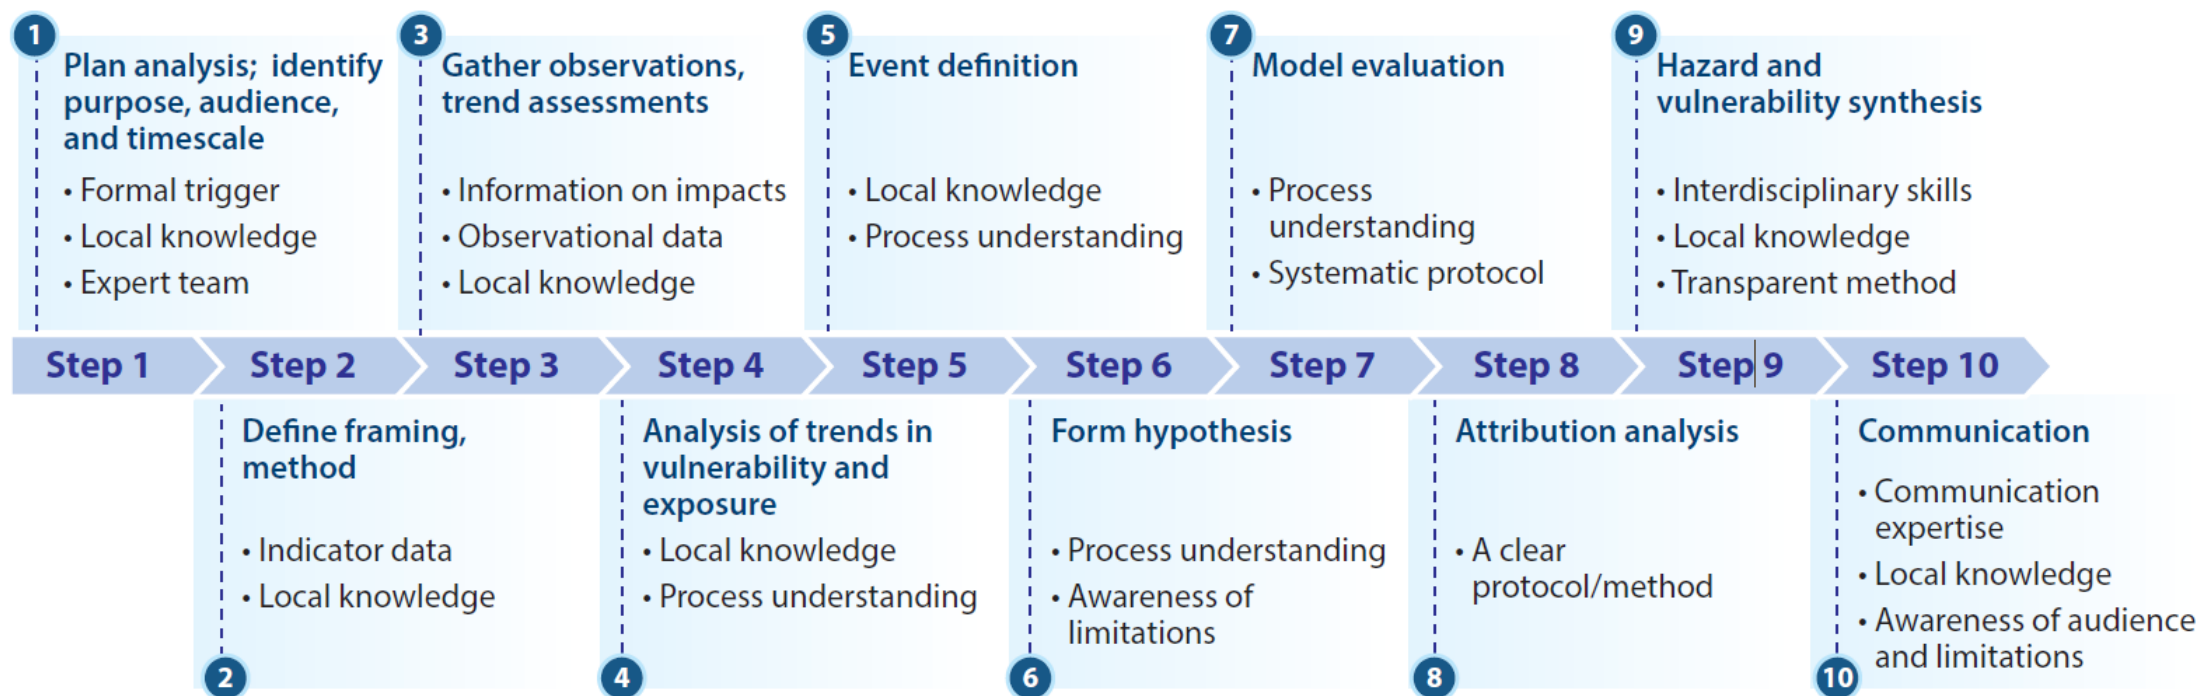 1
Plan analysis; identify
purpose, audience,
and timescale
• Formal trigger
• Local knowledge
• Expert team
3
Gather observations,
trend assessments
• Information on impacts
• Observational data
• Local knowledge
5
Event definition
• Local knowledge
• Process understanding
7
Model evaluation
• Process
understanding
• Systematic protocol
9
Hazard and
vulnerability synthesis
• Interdisciplinary skills
• Local knowledge
• Transparent method
Step 1
Step 2
Step 3
Step 4
Step 5
Step 6
Step 7
Step 8
Step 9
Step 10
Define framing,
method
• Indicator data
• Local knowledge
2
Analysis of trends in
vulnerability and
exposure
• Local knowledge
• Process understanding
4
Form hypothesis
• Process understanding
• Awareness of
limitations
6
Attribution analysis
• A clear
protocol/method
8
Communication
• Communication
expertise
• Local knowledge
• Awareness of audience
and limitations
10